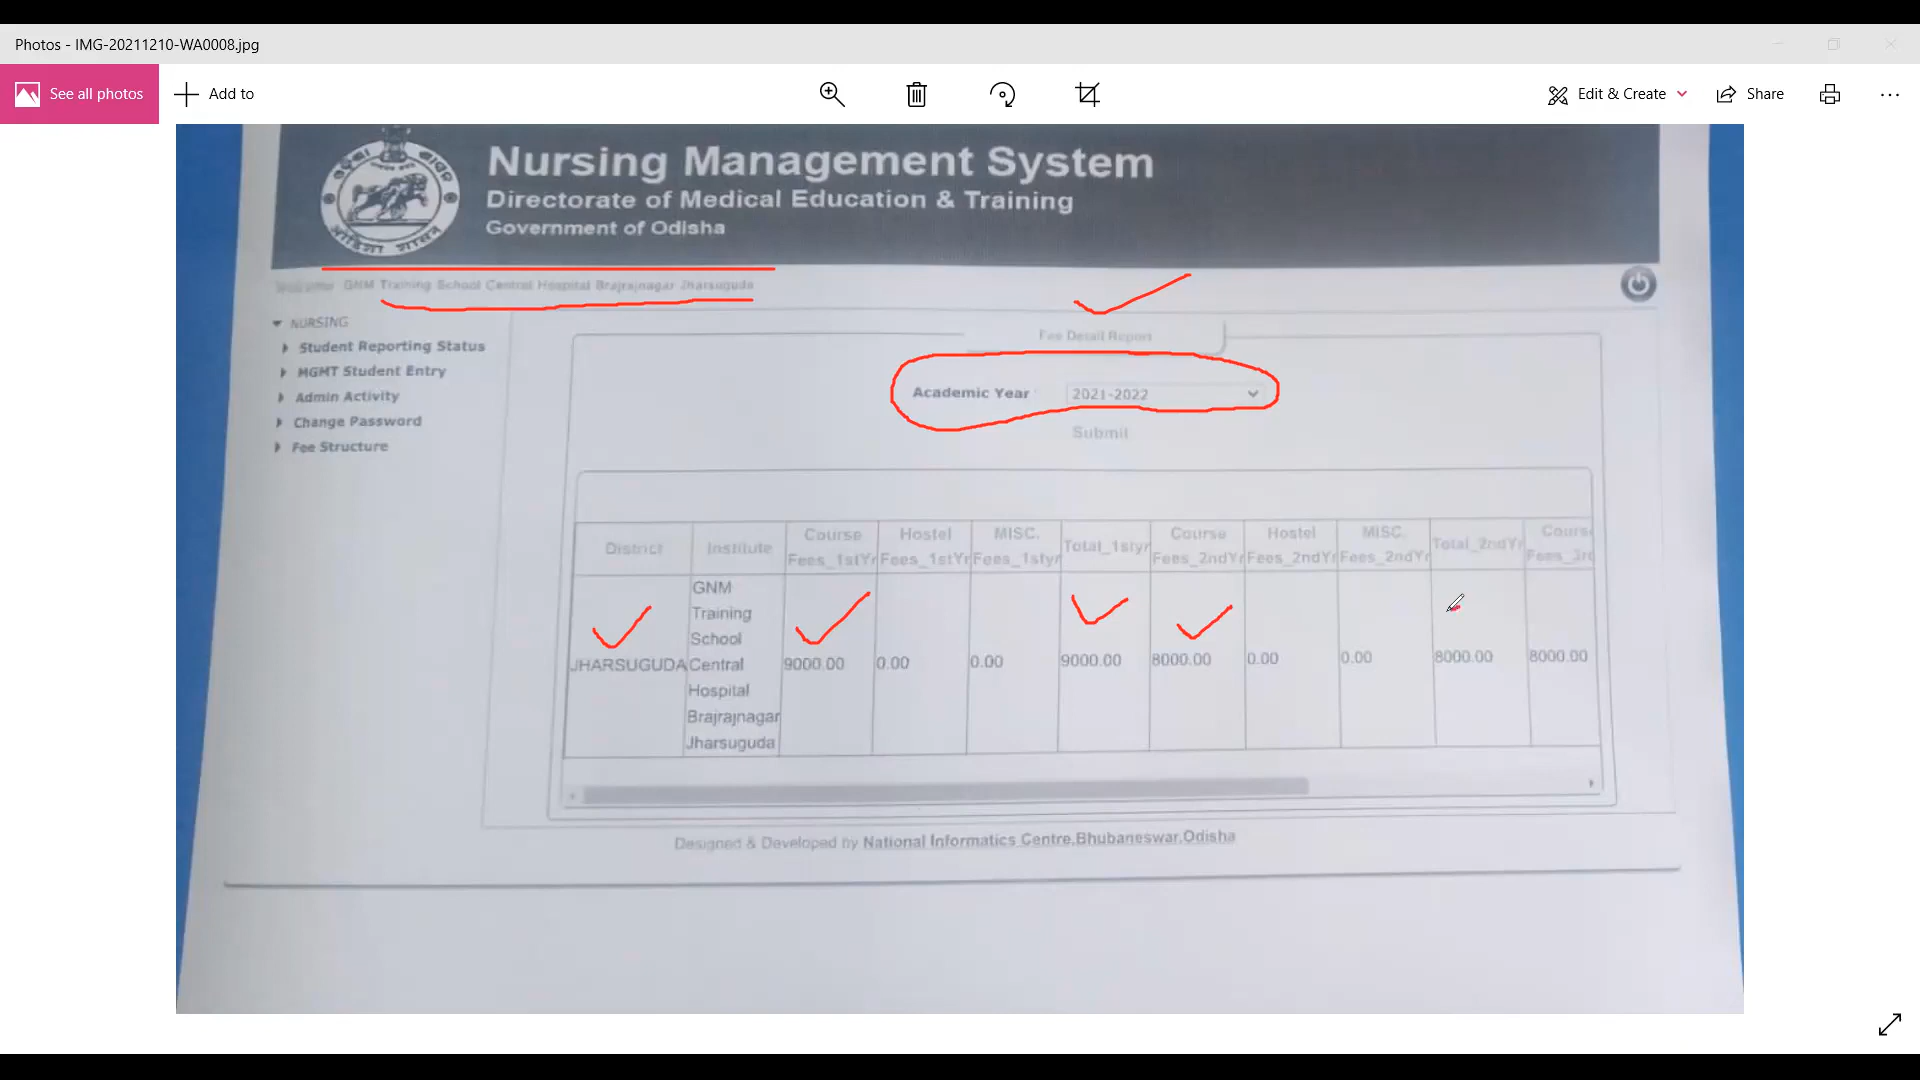 Photos - IMG-20211210-WA0008.jpg
See all photos
Add to
Edit & Create
Share
Nursing Management System
Directorate of Medical Education & Training
Government of Odisha
ଓଡ଼ିଶା ଶାସନ
Welcome GNM Training School Central Hospital Brajrajnagar Jharsuguda
NURSING
Student Reporting Status
MGMT Student Entry
Admin Activity
Change Password
Fee Structure
Fee Detail Report
Academic Year 2021-2022
Submit
District Institute Course Fees_1stYr Hostel Fees_1stYr MISC. Fees_1styr Total_1styr Course Fees_2ndYr Hostel Fees_2ndYr MISC. Fees_2ndYr Total_2ndYr Course Fees_3rd
GNM
Training
School
JHARSUGUDA Central 9000.00 0.00 0.00 9000.00 8000.00 0.00 0.00 8000.00 8000.00
Hospital
Brajrajnagar
Jharsuguda
Designed & Developed by National Informatics Centre,Bhubaneswar,Odisha